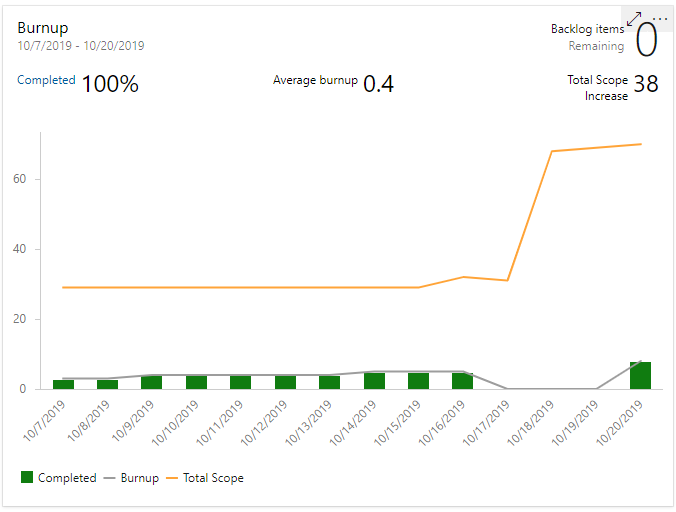 Burnup
10/7/2019 - 10/20/2019
Backlog items
Remaining
0
Completed 100%
Average burnup 0.4
Total Scope
Increase
38
60
40
20
0
10/7/2019
10/8/2019
10/9/2019
10/10/2019
10/11/2019
10/12/2019
10/13/2019
10/14/2019
10/15/2019
10/16/2019
10/17/2019
10/18/2019
10/19/2019
10/20/2019
Completed Burnup Total Scope